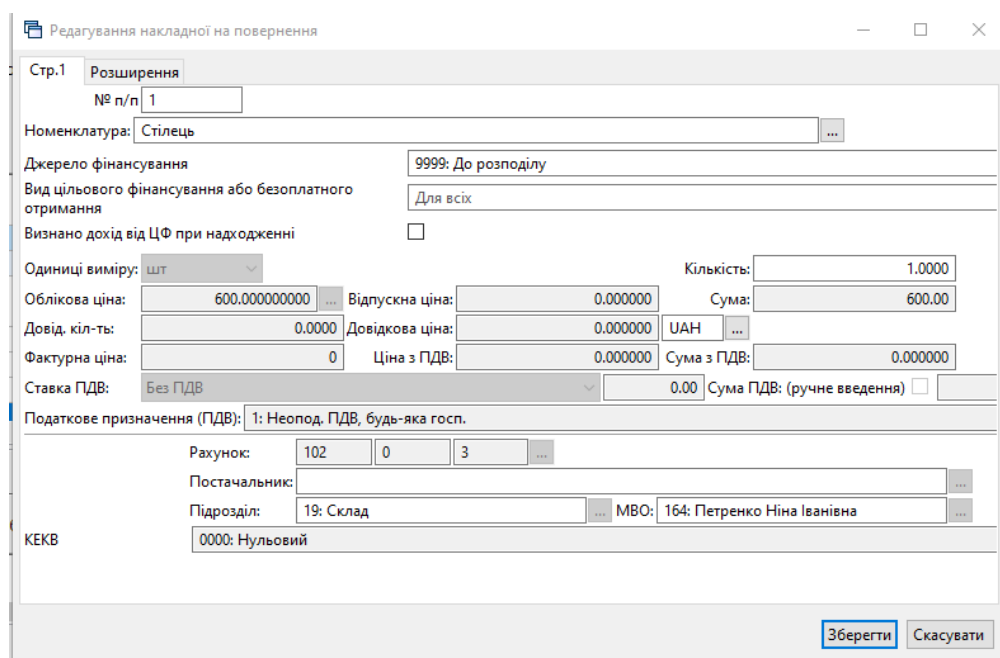 Редагування накладної на повернення
Стр.1 Розширення
№ п/п 1
Номенклатура: Стілець ...
Джерело фінансування 9999: До розподілу
Вид цільового фінансування або безоплатного
отримання Для всіх
Визнано дохід від ЦФ при надходженні
Одиниці виміру: шт Кількість: 1.0000
Облікова ціна: 600.000000000 ... Відпускна ціна: 0.000000 Сума: 600.00
Довід. кіл-ть: 0.0000 Довідкова ціна: 0.000000 UAH ...
Фактурна ціна: 0 Ціна з ПДВ: 0.000000 Сума з ПДВ: 0.000000
Ставка ПДВ: Без ПДВ 0.00 Сума ПДВ: (ручне введення)
Податкове призначення (ПДВ): 1: Неопод. ПДВ, будь-яка госп.
Рахунок: 102 0 3 ...
Постачальник: ...
Підрозділ: 19: Склад ... МВО: 164: Петренко Ніна Іванівна ...
КЕКВ 0000: Нульовий
Зберегти Скасувати